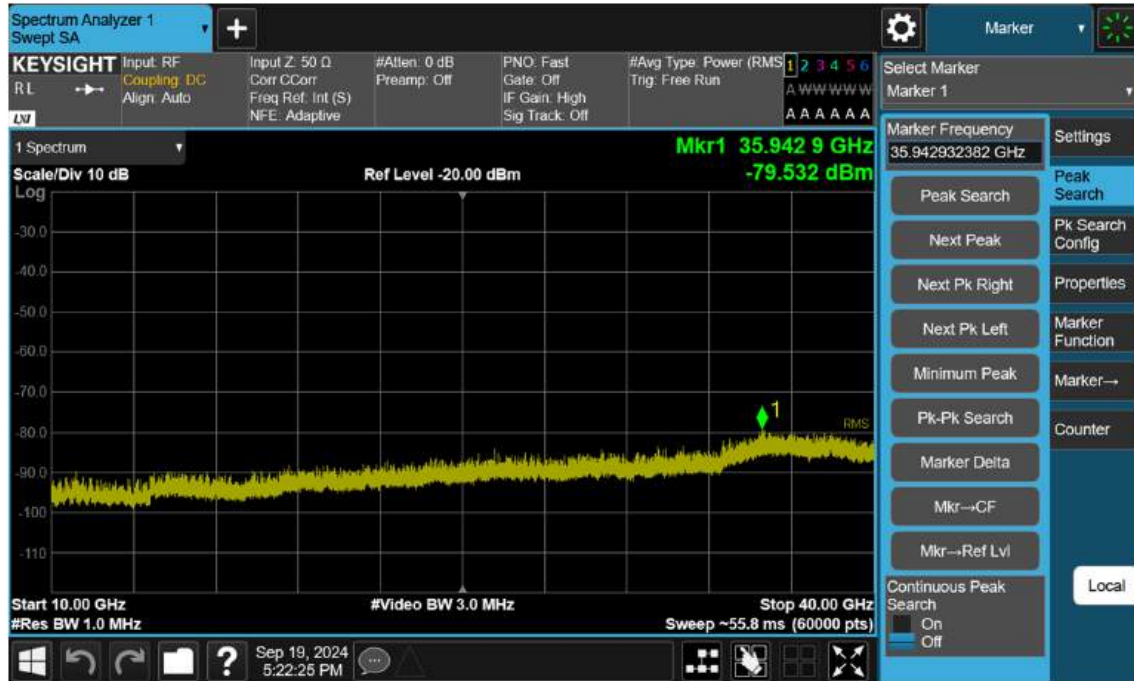 Spectrum Analyzer 1
Swept SA
Marker
KEYSIGHT
RL
LXI
Input: RF
Coupling: DC
Align: Auto
Input Z: 50 Ω
Corr CCorr
Freq Ref: Int (S)
NFE: Adaptive
#Atten: 0 dB
Preamp: Off
PNO: Fast
Gate: Off
IF Gain: High
Sig Track: Off
#Avg Type: Power (RMS
Trig: Free Run
1 2 3 4 5 6
A W W W W W
A A A A A A
Select Marker
Marker 1
1 Spectrum
Mkr1 35.942 9 GHz
Scale/Div 10 dB
Ref Level -20.00 dBm
-79.532 dBm
Log
-30.0
-40.0
-50.0
-60.0
-70.0
-80.0
-90.0
-100
-110
1
RMS
Start 10.00 GHz
#Video BW 3.0 MHz
Stop 40.00 GHz
#Res BW 1.0 MHz
Sweep ~55.8 ms (60000 pts)
Marker Frequency
35.942932382 GHz
Peak Search
Next Peak
Next Pk Right
Next Pk Left
Minimum Peak
Pk-Pk Search
Marker Delta
Mkr→CF
Mkr→Ref Lvl
Continuous Peak
Search
On
Off
Settings
Peak
Search
Pk Search
Config
Properties
Marker
Function
Marker→
Counter
Local
?
Sep 19, 2024
5:22:25 PM